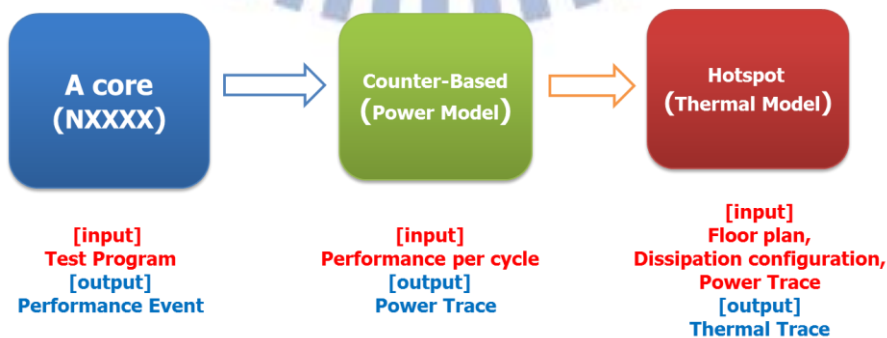 A core
(NXXXX)
Counter-Based
(Power Model)
Hotspot
(Thermal Model)
[input]
Test Program
[output]
Performance Event
[input]
Performance per cycle
[output]
Power Trace
[input]
Floor plan,
Dissipation configuration,
Power Trace
[output]
Thermal Trace